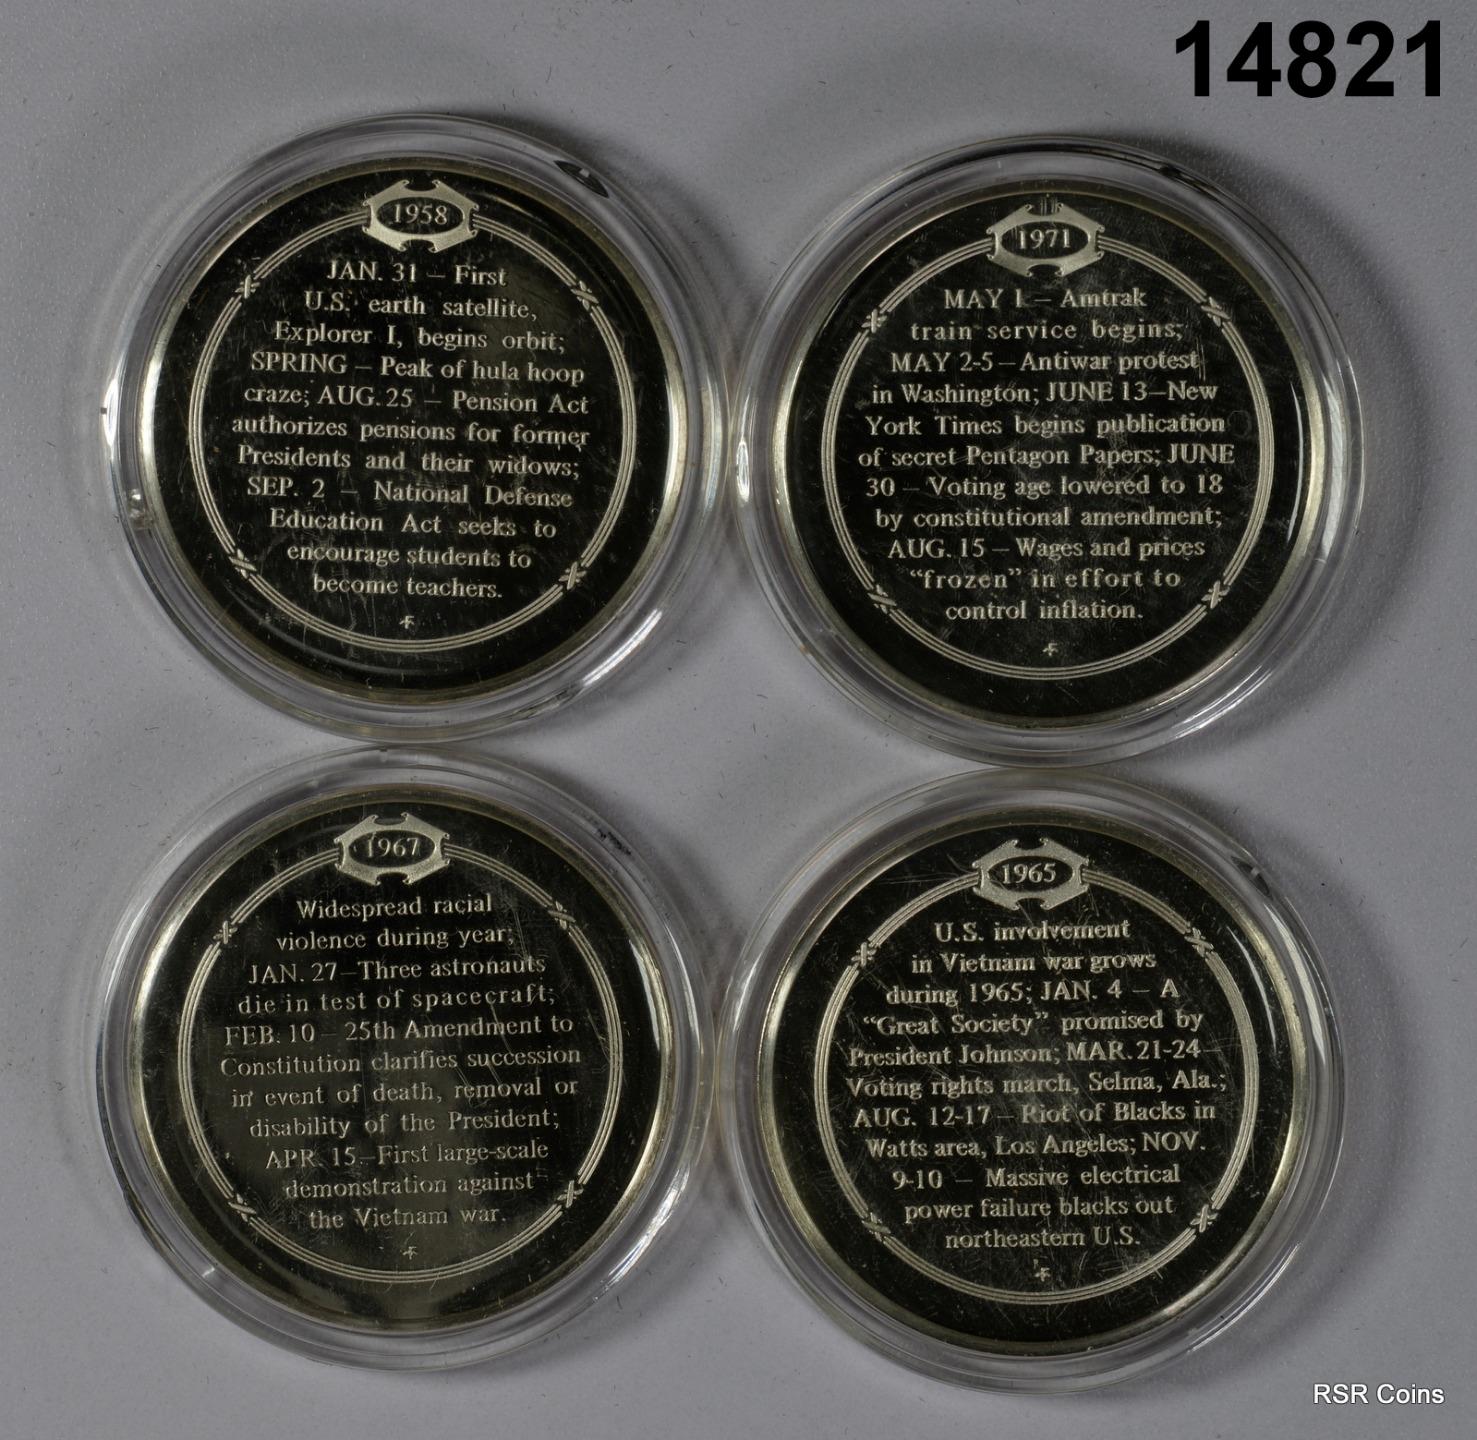 14821
1958
JAN. 31 – First
U.S. earth satellite,
Explorer I, begins orbit;
SPRING – Peak of hula hoop
craze; AUG. 25 – Pension Act
authorizes pensions for former
Presidents and their widows;
SEP. 2 – National Defense
Education Act seeks to
encourage students to
become teachers.
1971
MAY 1 – Amtrak
train service begins;
MAY 2-5 – Antiwar protest
in Washington; JUNE 13–New
York Times begins publication
of secret Pentagon Papers; JUNE
30 – Voting age lowered to 18
by constitutional amendment;
AUG. 15 – Wages and prices
“frozen” in effort to
control inflation.
1967
Widespread racial
violence during year;
JAN. 27–Three astronauts
die in test of spacecraft;
FEB. 10 – 25th Amendment to
Constitution clarifies succession
in event of death, removal or
disability of the President;
APR. 15–First large-scale
demonstration against
the Vietnam war.
1965
U.S. involvement
in Vietnam war grows
during 1965; JAN. 4 – A
“Great Society” promised by
President Johnson; MAR. 21-24–
Voting rights march, Selma, Ala.;
AUG. 12-17 – Riot of Blacks in
Watts area, Los Angeles; NOV.
9-10 – Massive electrical
power failure blacks out
northeastern U.S.
RSR Coins